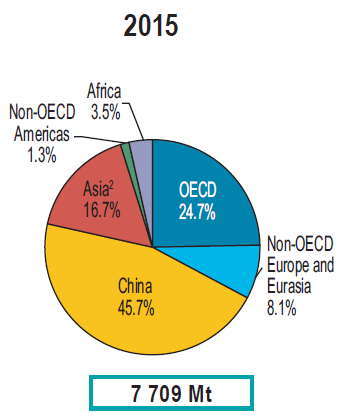 2015
Africa
3.5%
Non-OECD
Americas
1.3%
Asia²
16.7%
OECD
24.7%
Non-OECD
Europe and
Eurasia
8.1%
China
45.7%
7 709 Mt